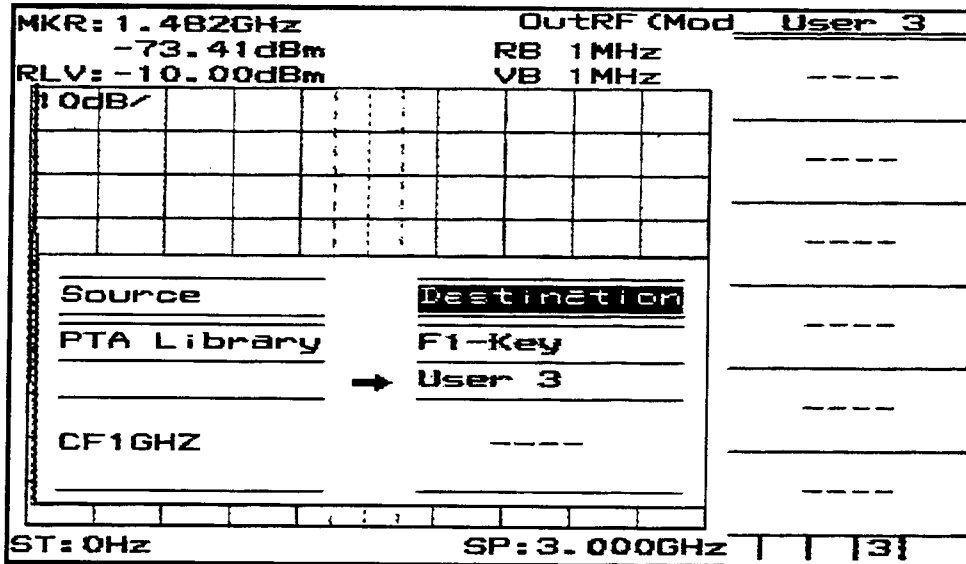 MKR: 1.482GHz
-73.41dBm
RLV:-10.00dBm
OutRF (Mod
RB 1MHz
VB 1MHz
10dB/
Source
PTA Library
CF1GHZ
Destination
F1-Key
User 3
----
ST: 0Hz
SP: 3.000GHz
User 3
----
----
----
----
----
----
3